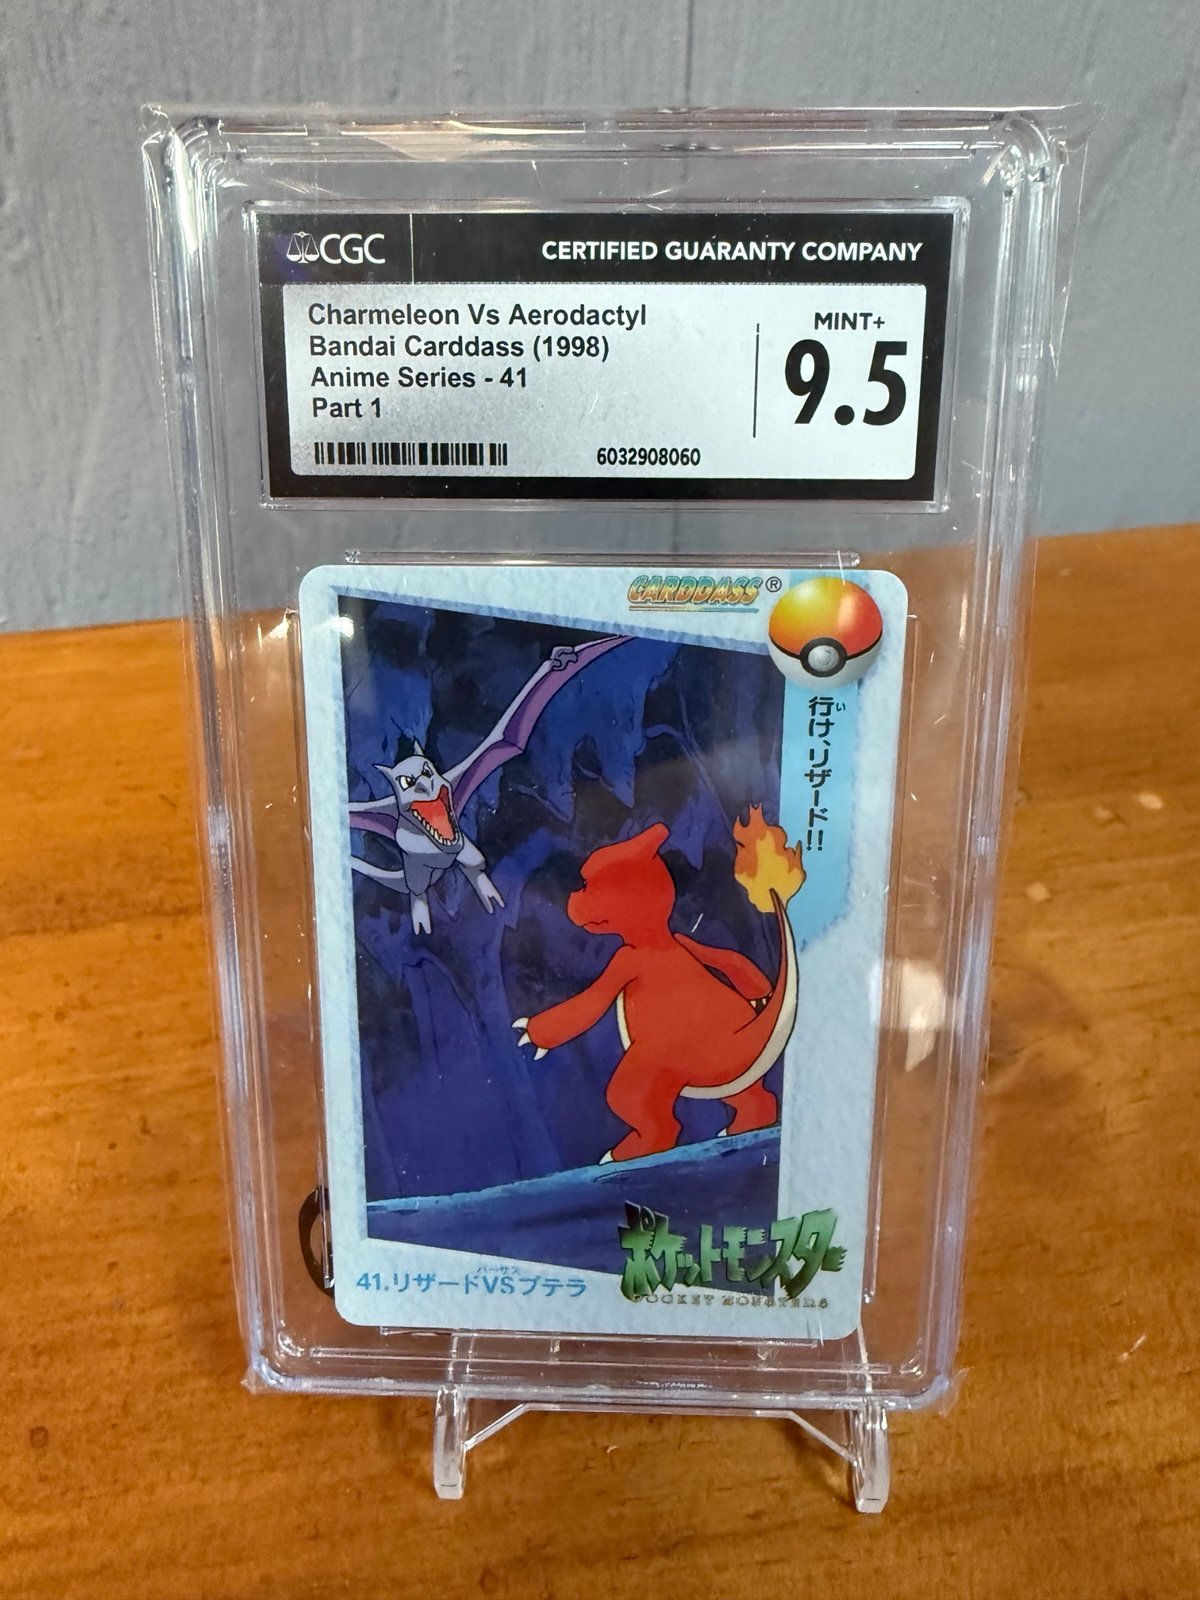 CGC
CERTIFIED GUARANTY COMPANY
Charmeleon Vs Aerodactyl
Bandai Carddass (1998)
Anime Series - 41
Part 1
MINT+
9.5
6032908060
CARDDASS®
行け、リザード!!
い
ポケットモンスター
POCKET MONSTERS
バーサス
41.リザードVSプテラ